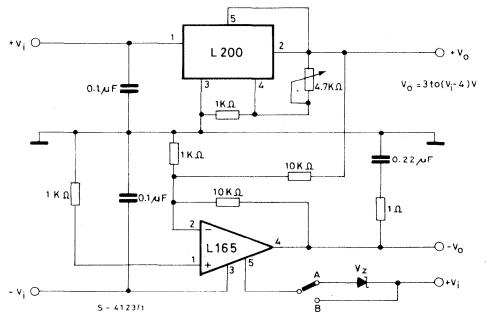 5
+Vi
1
L200
2
+Vo
3
4
4.7KΩ
Vo = 3 to (Vi-4) V
0.1µF
1KΩ
1KΩ
10KΩ
0.22µF
1KΩ
0.1µF
10KΩ
1Ω
2
−
L165
4
-Vo
1
+
3
5
A
Vz
+Vi
-Vi
B
S-4123/1